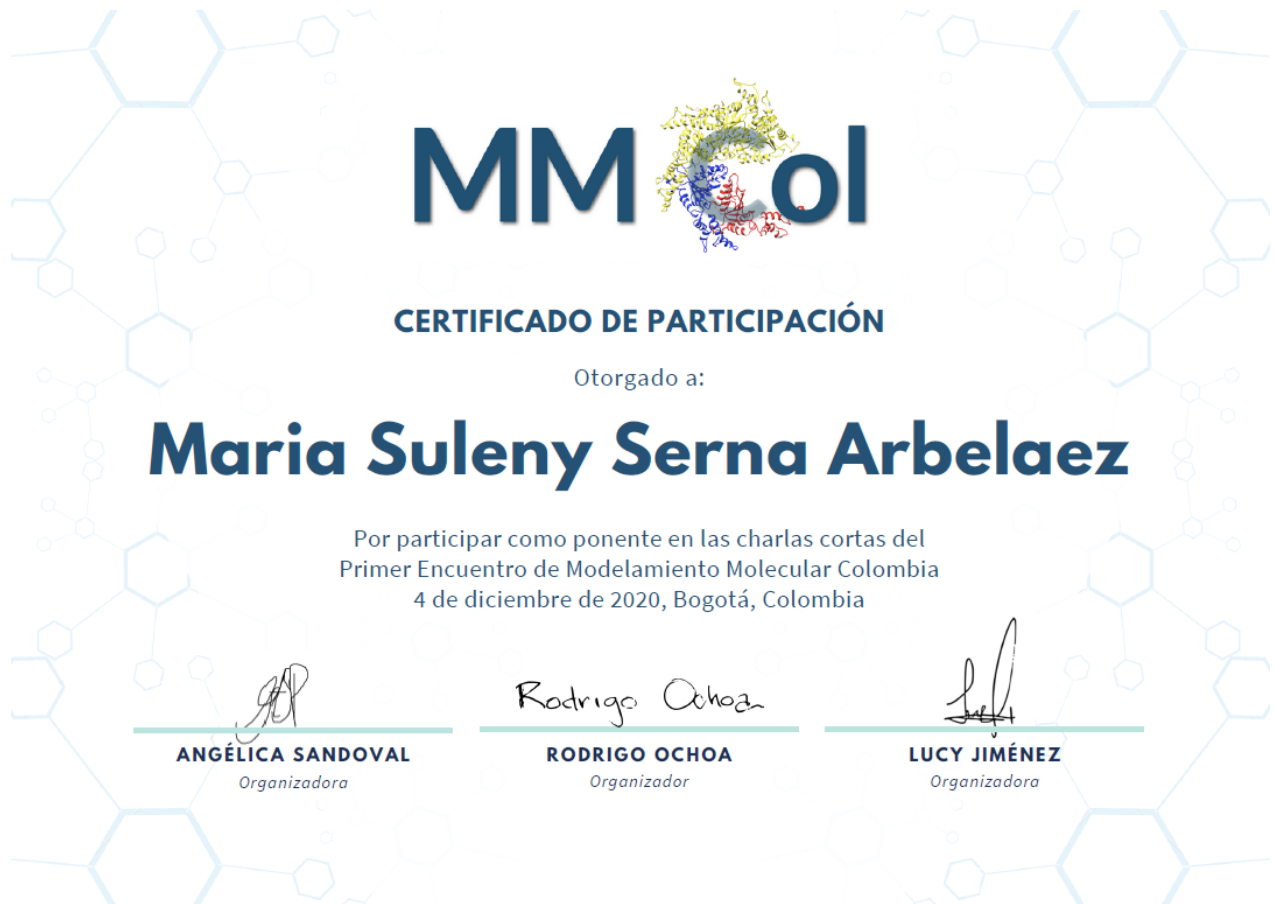 MMCol
CERTIFICADO DE PARTICIPACIÓN
Otorgado a:
Maria Suleny Serna Arbelaez
Por participar como ponente en las charlas cortas del
Primer Encuentro de Modelamiento Molecular Colombia
4 de diciembre de 2020, Bogotá, Colombia
Rodrigo Ochoa
ANGÉLICA SANDOVAL
Organizadora
RODRIGO OCHOA
Organizador
LUCY JIMÉNEZ
Organizadora